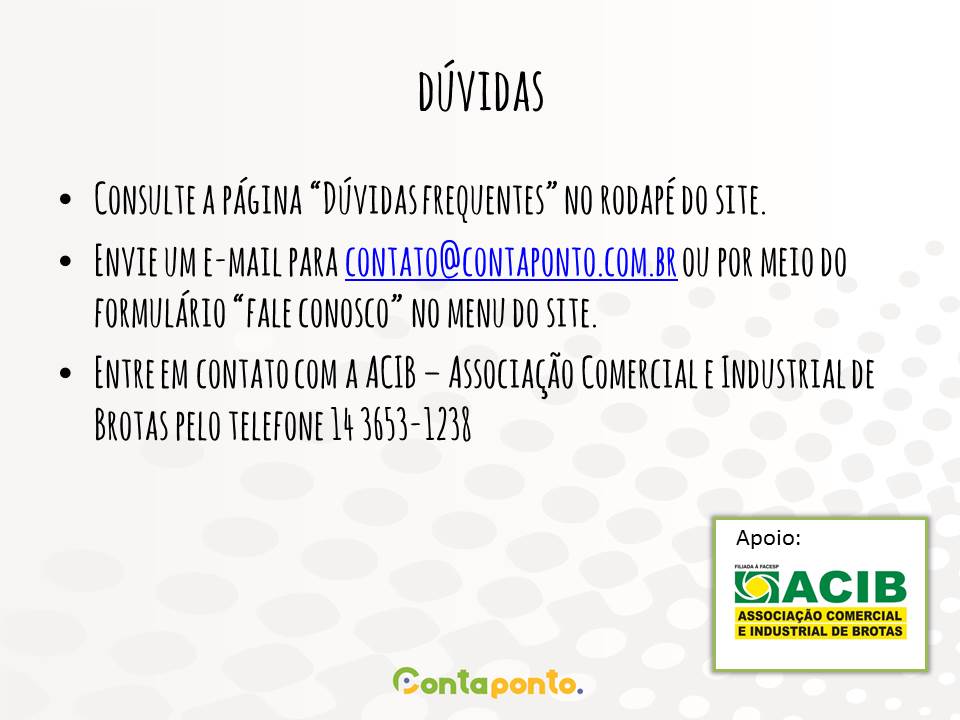 DÚVIDAS
• CONSULTE A PÁGINA “DÚVIDAS FREQUENTES” NO RODAPÉ DO SITE.
• ENVIE UM E-MAIL PARA CONTATO@CONTAPONTO.COM.BR OU POR MEIO DO
FORMULÁRIO “FALE CONOSCO” NO MENU DO SITE.
• ENTRE EM CONTATO COM A ACIB – ASSOCIAÇÃO COMERCIAL E INDUSTRIAL DE
BROTAS PELO TELEFONE 14 3653-1238
Apoio:
FILIADA À FACESP
ACIB
ASSOCIAÇÃO COMERCIAL
E INDUSTRIAL DE BROTAS
Contaponto.